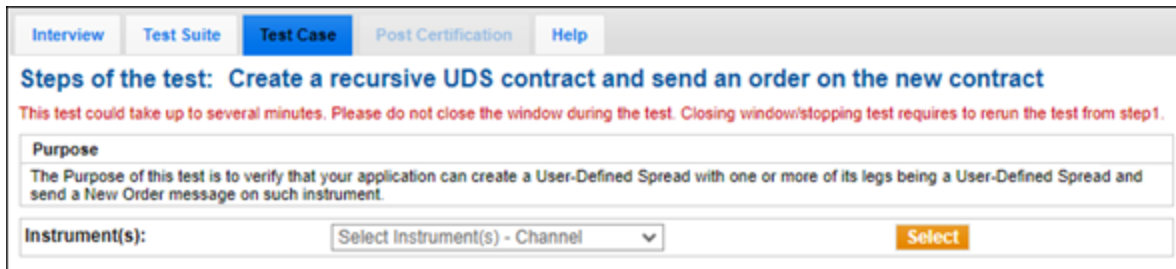 Interview Test Suite Test Case Post Certification Help
Steps of the test: Create a recursive UDS contract and send an order on the new contract
This test could take up to several minutes. Please do not close the window during the test. Closing window/stopping test requires to rerun the test from step1.
Purpose
The Purpose of this test is to verify that your application can create a User-Defined Spread with one or more of its legs being a User-Defined Spread and
send a New Order message on such instrument.
Instrument(s): Select Instrument(s) - Channel Select